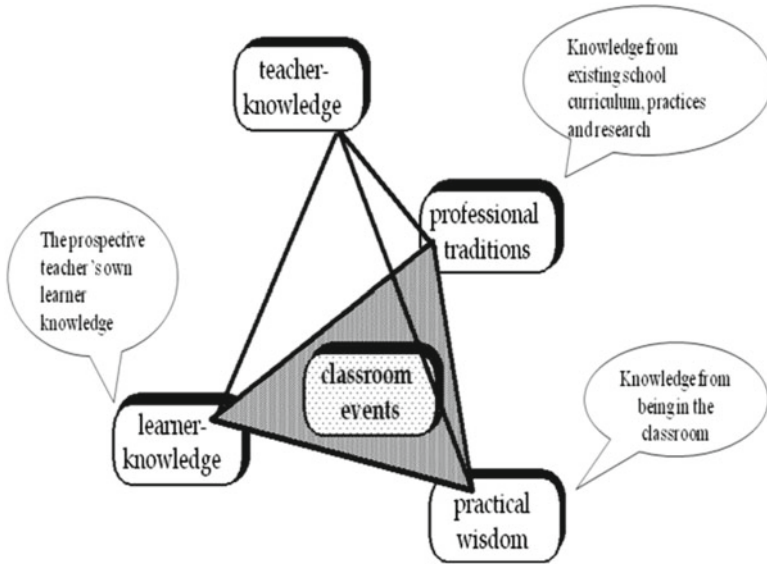 teacher-
knowledge
Knowledge from
existing school
curriculum, practices
and research
professional
traditions
The prospective
teacher's own
learner
knowledge
classroom
events
learner-
knowledge
Knowledge from
being in the
classroom
practical
wisdom